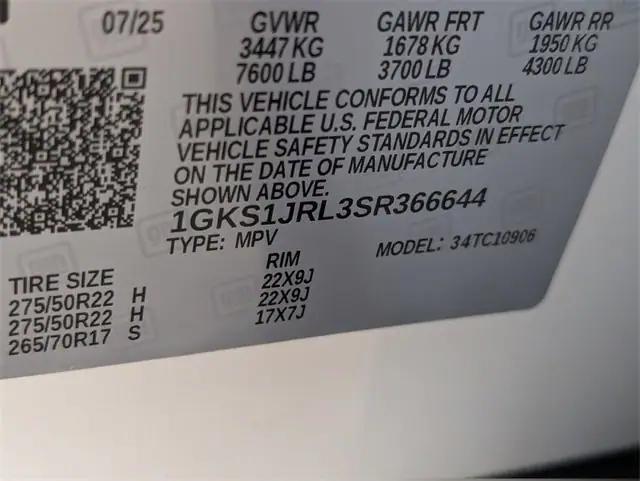 07/25 GVWR GAWR FRT GAWR RR
3447 KG 1678 KG 1950 KG
7600 LB 3700 LB 4300 LB
THIS VEHICLE CONFORMS TO ALL
APPLICABLE U.S. FEDERAL MOTOR
VEHICLE SAFETY STANDARDS IN EFFECT
ON THE DATE OF MANUFACTURE
SHOWN ABOVE.
1GKS1JRL3SR366644
TYPE: MPV MODEL: 34TC10906
TIRE SIZE RIM
275/50R22 H 22X9J
275/50R22 H 22X9J
265/70R17 S 17X7J